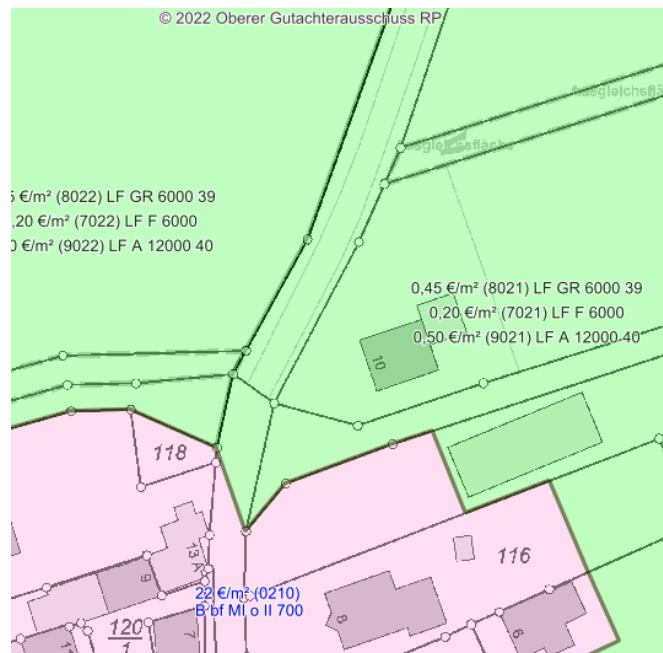 © 2022 Oberer Gutachterausschuss RP
5 €/m² (8022) LF GR 6000 39
,20 €/m² (7022) LF F 6000
0 €/m² (9022) LF A 12000 40
0,45 €/m² (8021) LF GR 6000 39
0,20 €/m² (7021) LF F 6000
0,50 €/m² (9021) LF A 12000 40
10
118
13 A
9
22 €/m² (0210)
B bf MI o II 700
116
8
6
120
1
7
11